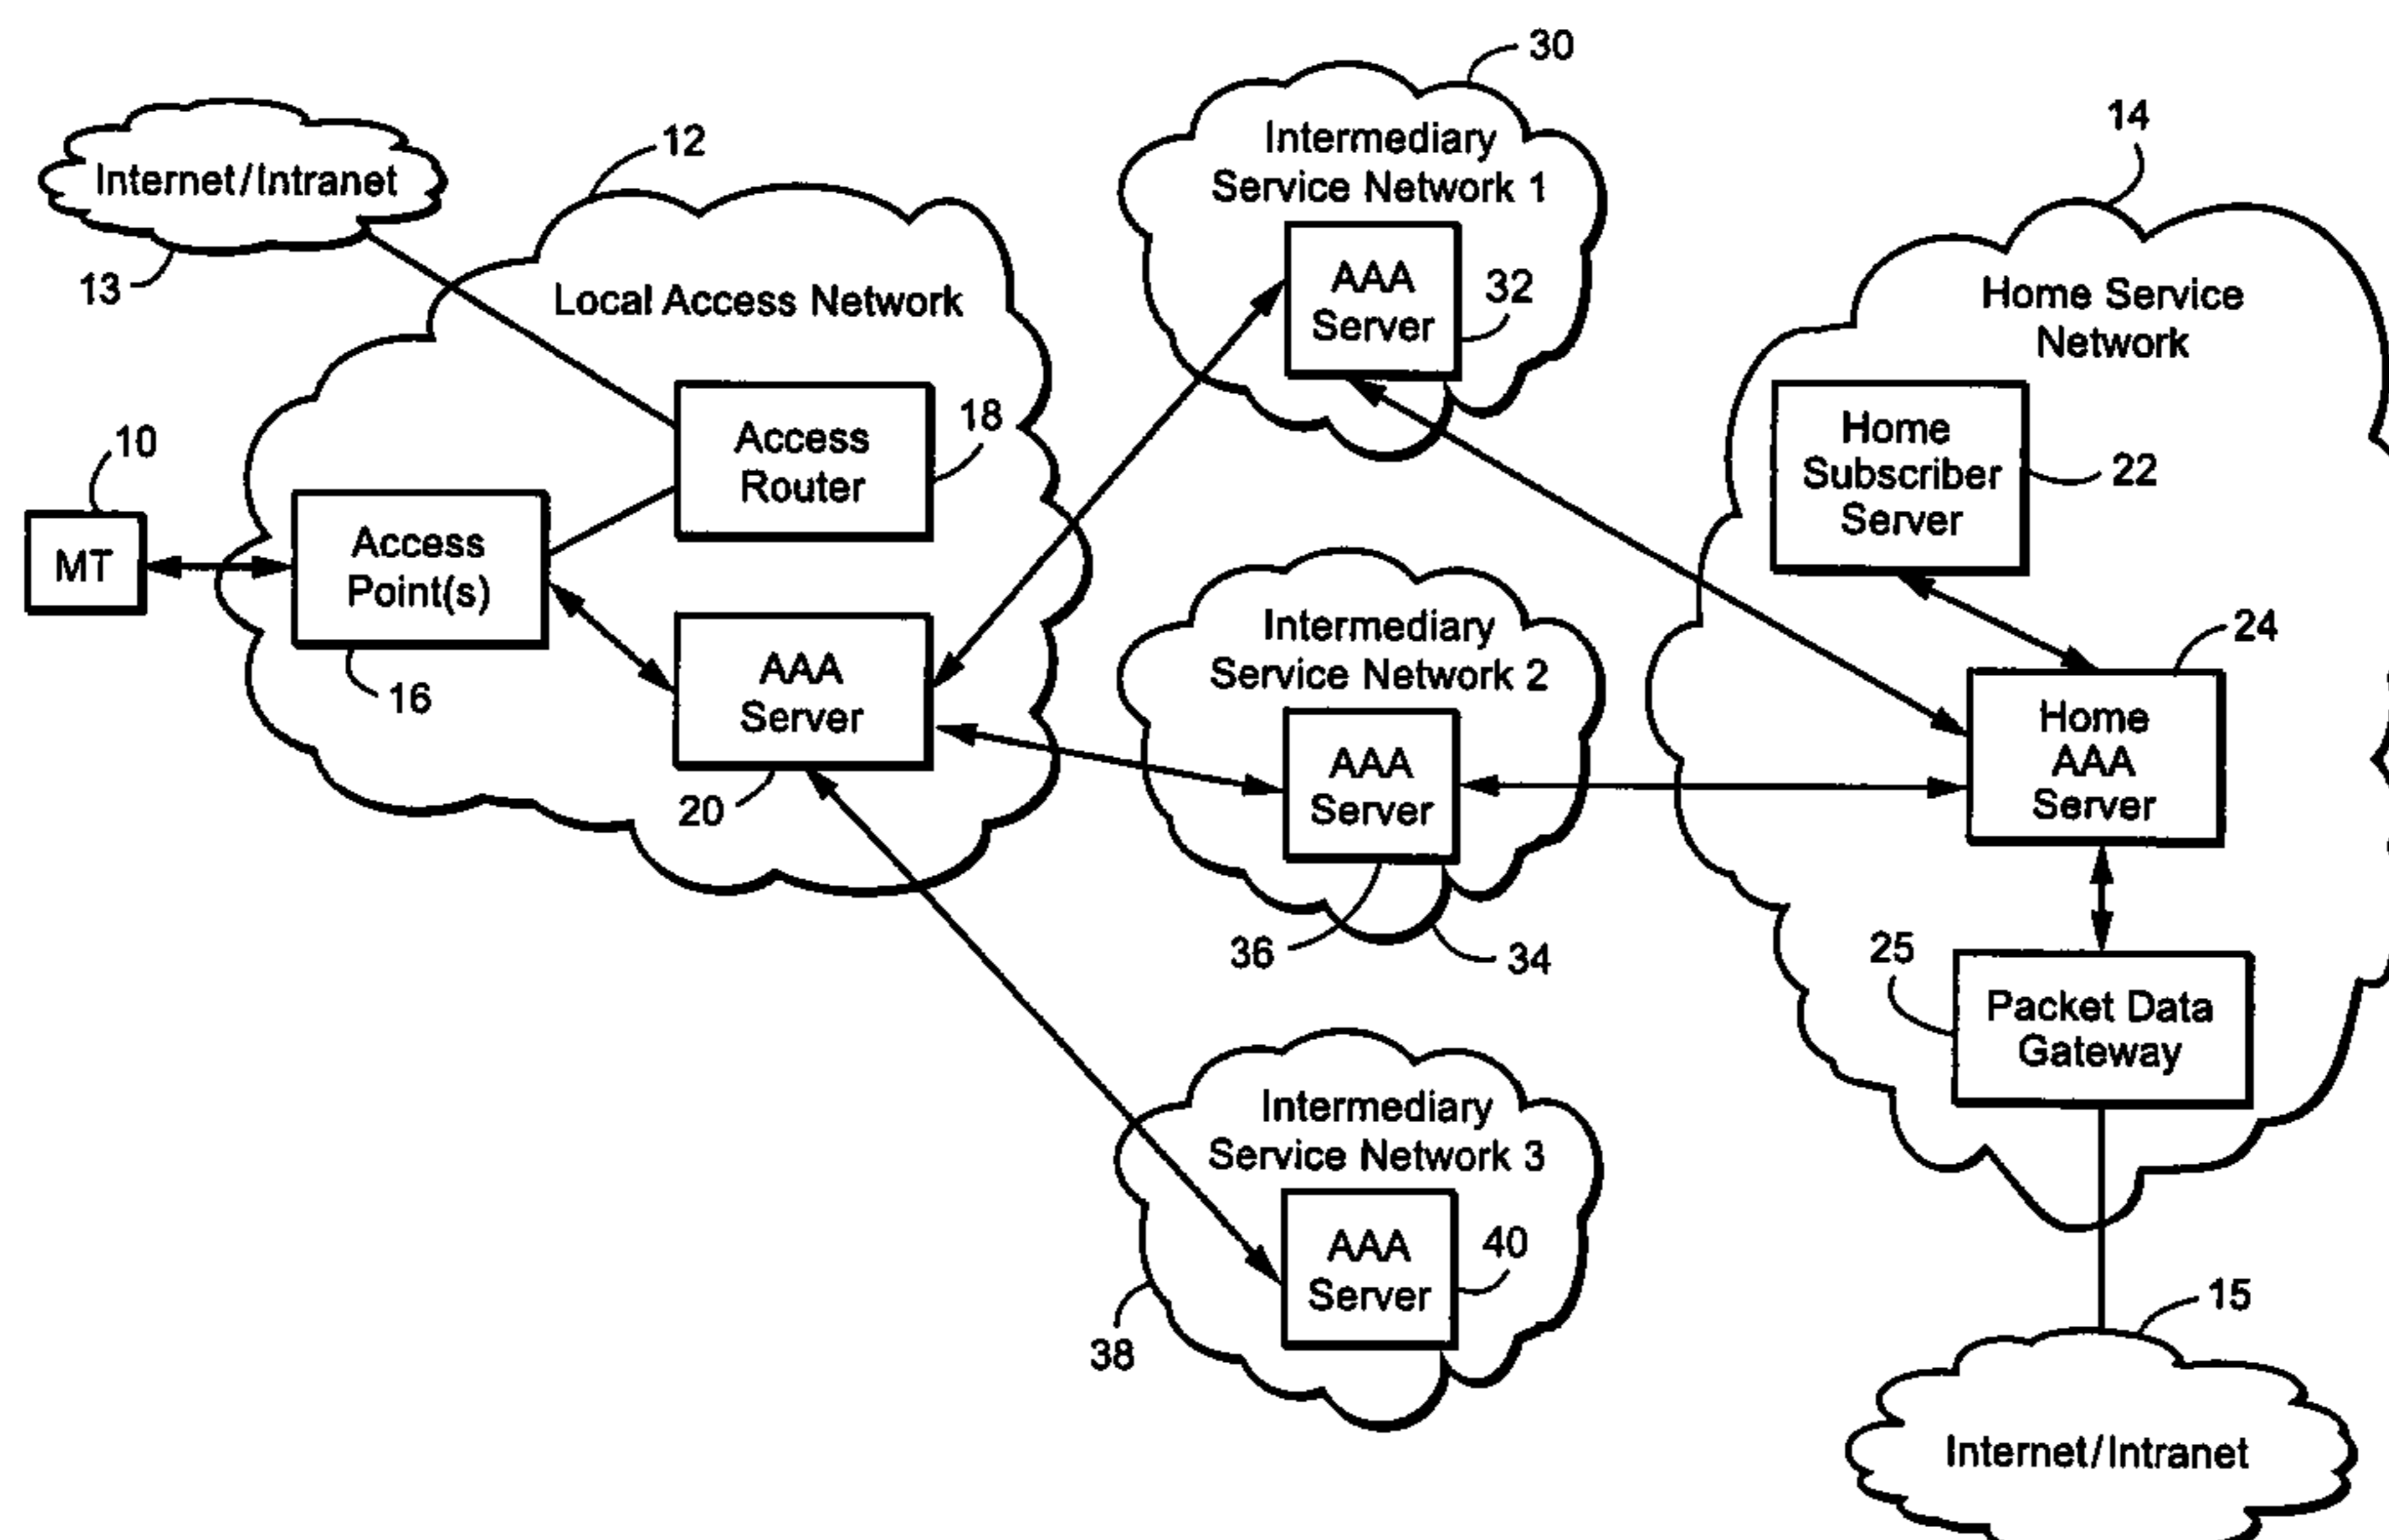 30
Intermediary
Service Network 1
AAA
Server
32
Internet/Intranet
13
12
Local Access Network
10
MT
Access
Point(s)
16
Access
Router
18
AAA
Server
20
Intermediary
Service Network 2
AAA
Server
36
34
Intermediary
Service Network 3
AAA
Server
40
38
14
Home Service
Network
Home
Subscriber
Server
22
24
Home
AAA
Server
25
Packet Data
Gateway
15
Internet/Intranet